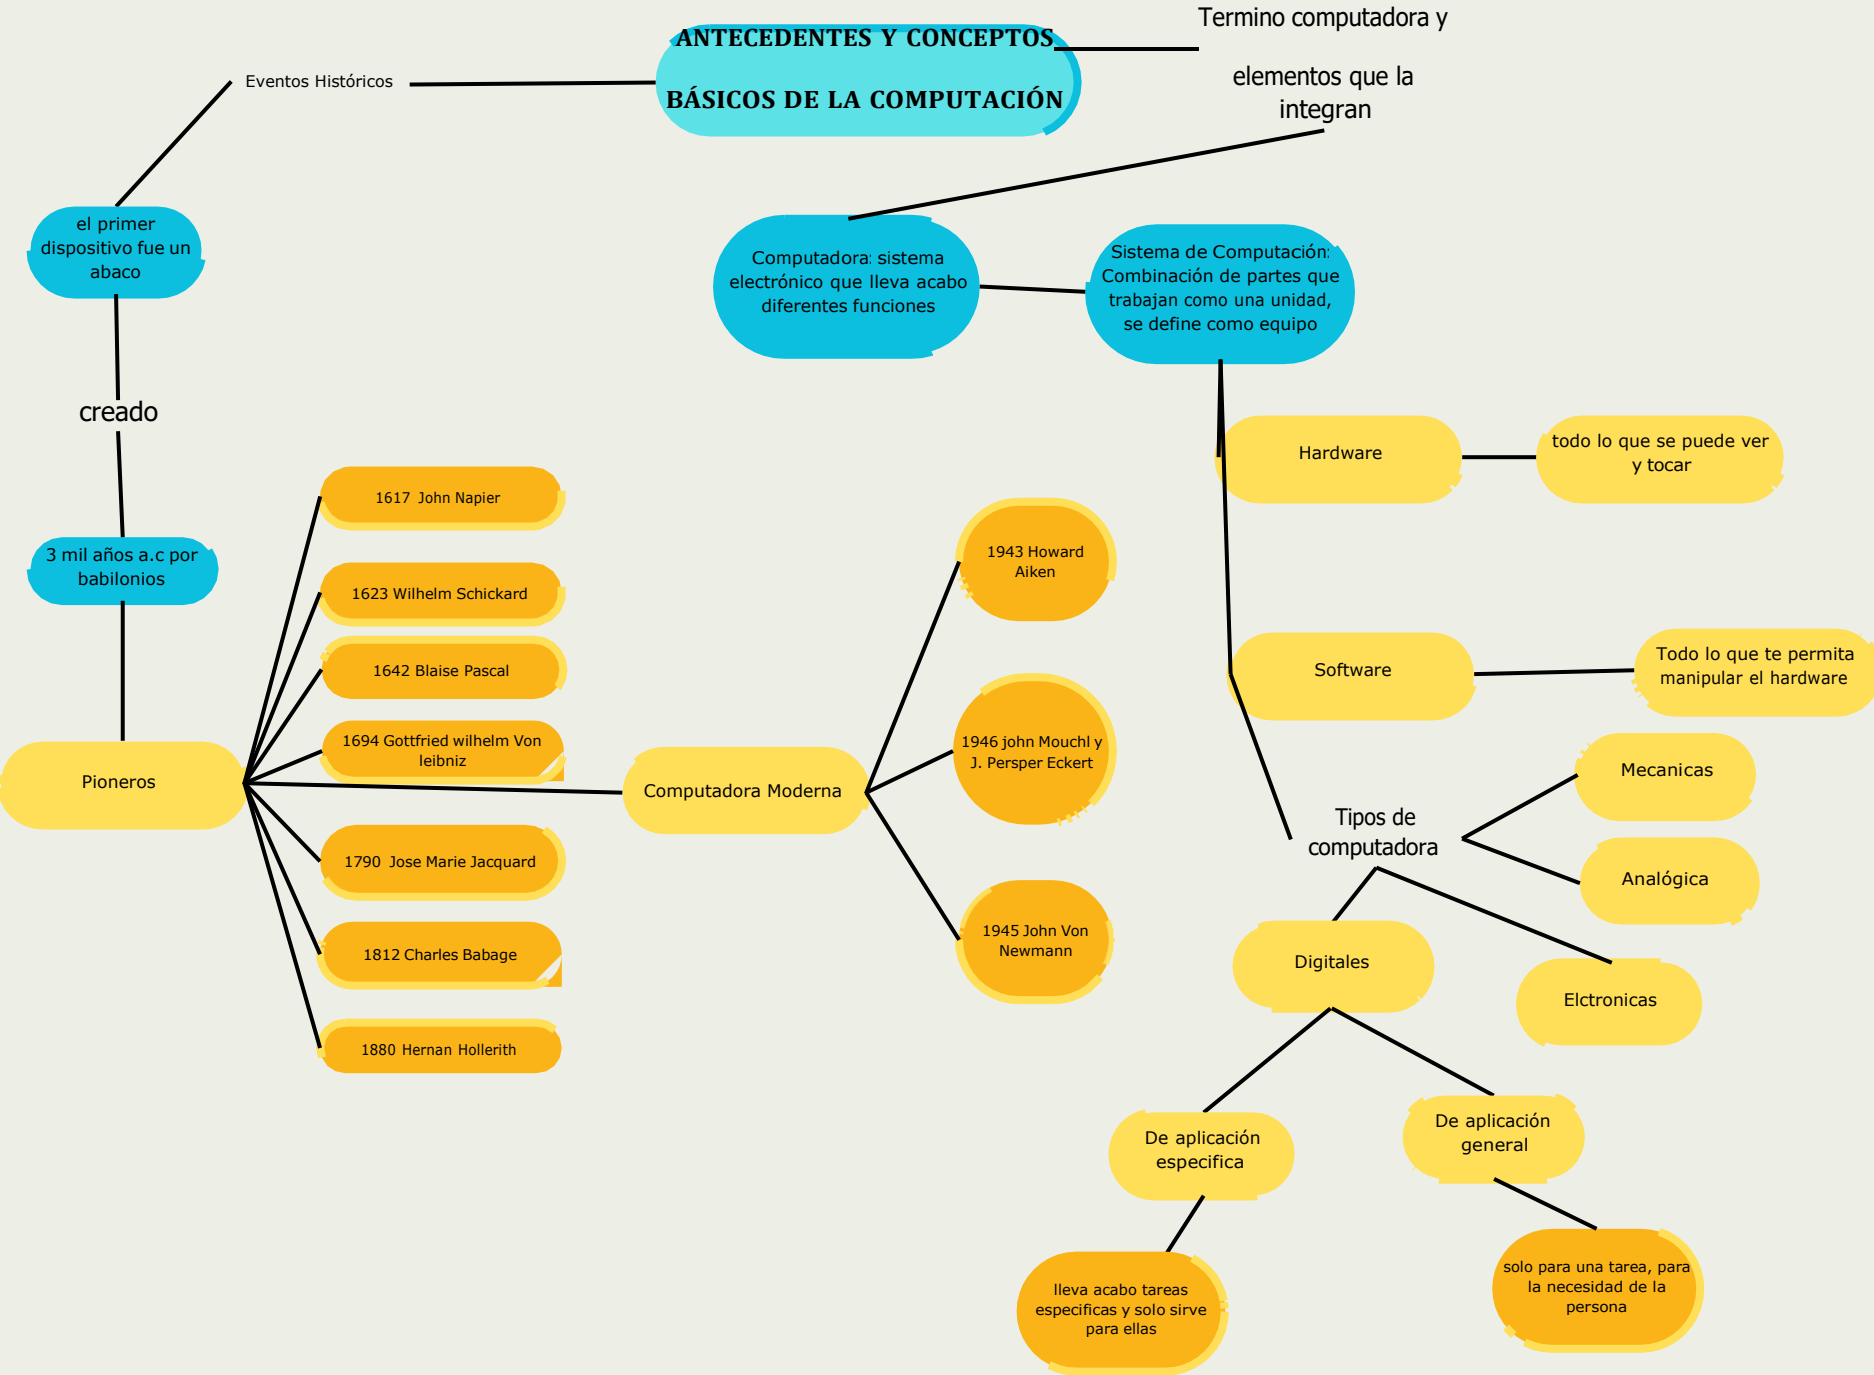 ANTECEDENTES Y CONCEPTOS
BÁSICOS DE LA COMPUTACIÓN
Termino computadora y
elementos que la
integran
Eventos Históricos
el primer
dispositivo fue un
abaco
creado
3 mil años a.c por
babilonios
Pioneros
1617 John Napier
1623 Wilhelm Schickard
1642 Blaise Pascal
1694 Gottfried wilhelm Von
leibniz
1790 Jose Marie Jacquard
1812 Charles Babage
1880 Hernan Hollerith
Computadora Moderna
1943 Howard
Aiken
1946 john Mouchl y
J. Persper Eckert
1945 John Von
Newmann
Computadora: sistema
electrónico que lleva acabo
diferentes funciones
Sistema de Computación:
Combinación de partes que
trabajan como una unidad,
se define como equipo
Hardware
todo lo que se puede ver
y tocar
Software
Todo lo que te permita
manipular el hardware
Tipos de
computadora
Mecanicas
Analógica
Digitales
Elctronicas
De aplicación
especifica
De aplicación
general
lleva acabo tareas
especificas y solo sirve
para ellas
solo para una tarea, para
la necesidad de la
persona